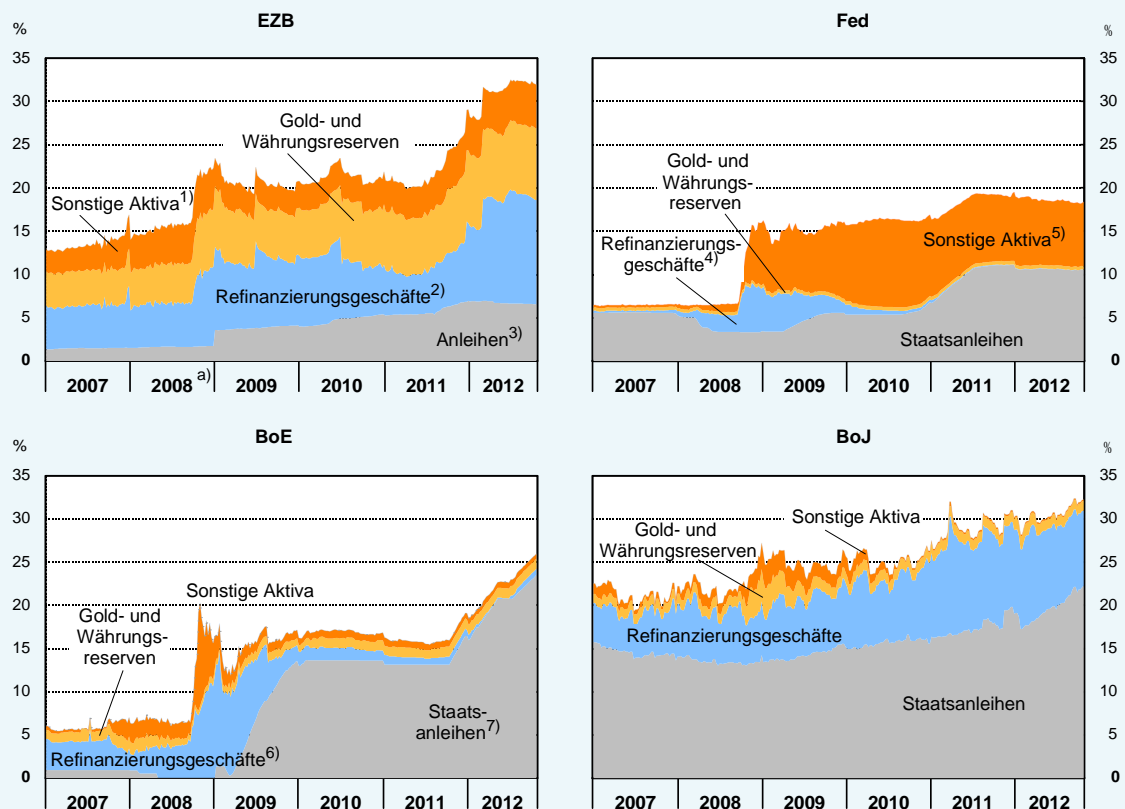 EZB
%
35
30
25
20
15
10
5
0
Gold- und
Währungsreserven
Sonstige Aktiva1)
Refinanzierungsgeschäfte2)
Anleihen3)
2007
2008
a)
2009
2010
2011
2012
Fed
%
35
30
25
20
15
10
5
0
Gold- und
Währungs-
reserven
Refinanzierungs-
geschäfte4)
Sonstige Aktiva5)
Staatsanleihen
2007
2008
2009
2010
2011
2012
BoE
%
35
30
25
20
15
10
5
0
Sonstige Aktiva
Gold- und
Währungs-
reserven
Staats-
anleihen7)
Refinanzierungsgeschäfte6)
2007
2008
2009
2010
2011
2012
BoJ
%
35
30
25
20
15
10
5
0
Sonstige Aktiva
Gold- und
Währungsreserven
Refinanzierungsgeschäfte
Staatsanleihen
2007
2008
2009
2010
2011
2012